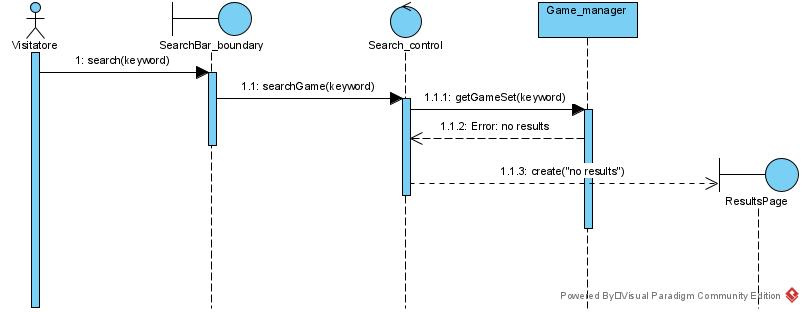 Game_manager
Visitatore
SearchBar_boundary
Search_control
1: search(keyword)
1.1: searchGame(keyword)
1.1.1: getGameSet(keyword)
1.1.2: Error: no results
1.1.3: create("no results")
ResultsPage
Powered By□Visual Paradigm Community Edition